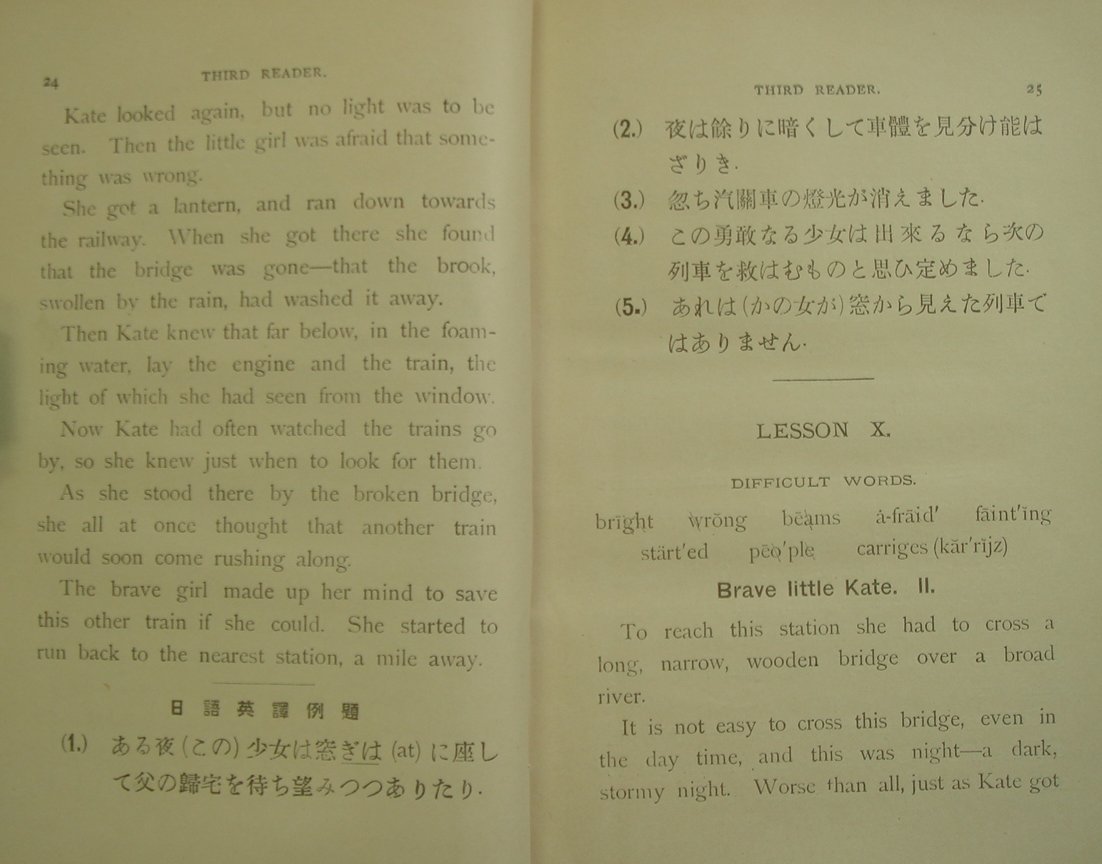 24
THIRD READER.
Kate looked again, but no light was to be
seen. Then the little girl was afraid that some-
thing was wrong.
She got a lantern, and ran down towards
the railway. When she got there she found
that the bridge was gone—that the brook,
swollen by the rain, had washed it away.
Then Kate knew that far below, in the foam-
ing water, lay the engine and the train, the
light of which she had seen from the window.
Now Kate had often watched the trains go
by, so she knew just when to look for them.
As she stood there by the broken bridge,
she all at once thought that another train
would soon come rushing along.
The brave girl made up her mind to save
this other train if she could. She started to
run back to the nearest station, a mile away.
日語英譯例題
(1.) ある夜(この)少女は窓ぎは(at)に座し
て父の歸宅を待ち望みつつありたり.
THIRD READER.
25
(2.) 夜は餘りに暗くして車體を見分け能は
ざりき.
(3.) 忽ち汽關車の燈光が消えました.
(4.) この勇敢なる少女は出來るなら次の
列車を救はむものと思ひ定めました.
(5.) あれは(かの女が)窓から見えた列車で
はありません.
LESSON X.
DIFFICULT WORDS.
brīght wrŏng bēams ȧ-frāid′ fāint′ĭng
stärt′ed pēo′ple carriges (kăr′rĭjz)
Brave little Kate. II.
To reach this station she had to cross a
long, narrow, wooden bridge over a broad
river.
It is not easy to cross this bridge, even in
the day time, and this was night—a dark,
stormy night. Worse than all, just as Kate got